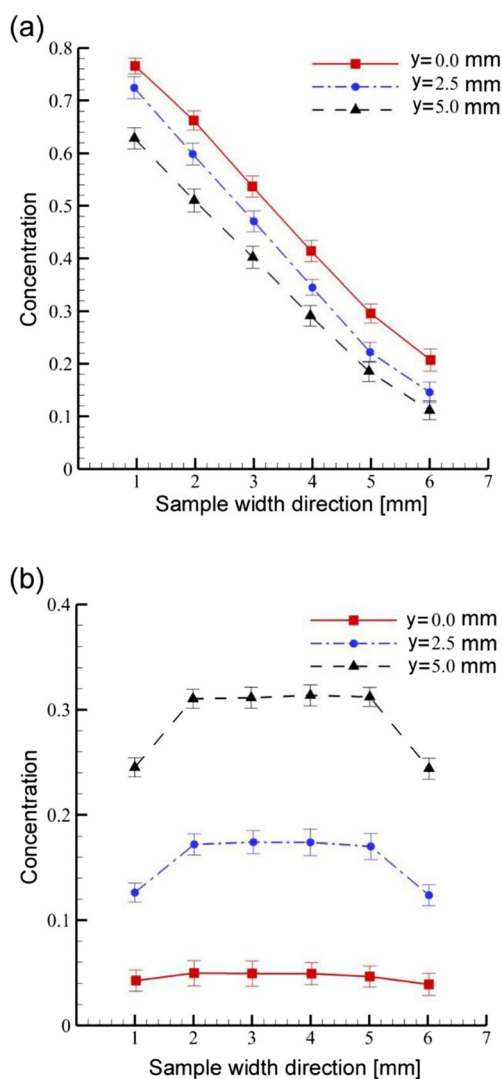 (a)
0.8
0.7
0.6
0.5
0.4
0.3
0.2
0.1
0
Concentration
y=0.0 mm
y=2.5 mm
y=5.0 mm
1 2 3 4 5 6 7
Sample width direction [mm]
(b)
0.4
0.3
0.2
0.1
0
Concentration
y=0.0 mm
y=2.5 mm
y=5.0 mm
1 2 3 4 5 6 7
Sample width direction [mm]